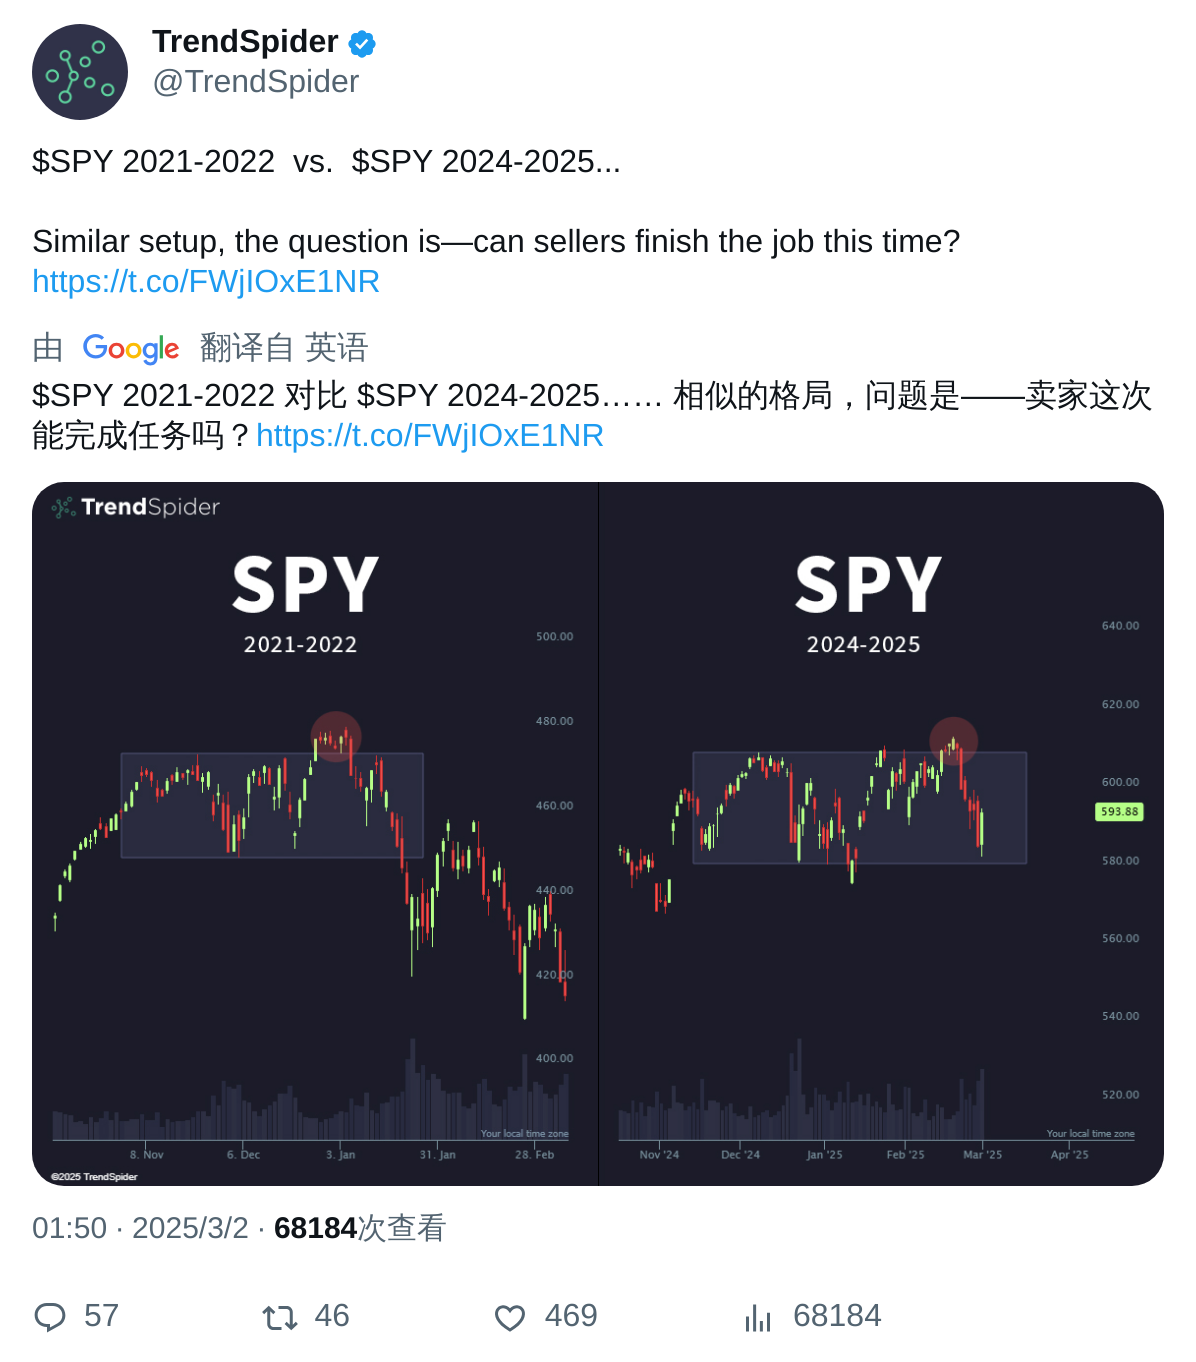 TrendSpider
@TrendSpider
$SPY 2021-2022 vs. $SPY 2024-2025...
Similar setup, the question is—can sellers finish the job this time?
https://t.co/FWjIOxE1NR
由 Google 翻译自 英语
$SPY 2021-2022 对比 $SPY 2024-2025…… 相似的格局，问题是——卖家这次
能完成任务吗？https://t.co/FWjIOxE1NR
TrendSpider
SPY
2021-2022
500.00
480.00
460.00
440.00
420.00
400.00
Your local time zone
8. Nov 6. Dec 3. Jan 31. Jan 28. Feb
©2025 TrendSpider
SPY
2024-2025
640.00
620.00
600.00
593.88
580.00
560.00
540.00
520.00
Your local time zone
Nov '24 Dec '24 Jan '25 Feb '25 Mar '25 Apr '25
01:50 · 2025/3/2 · 68184次查看
57 46 469 68184